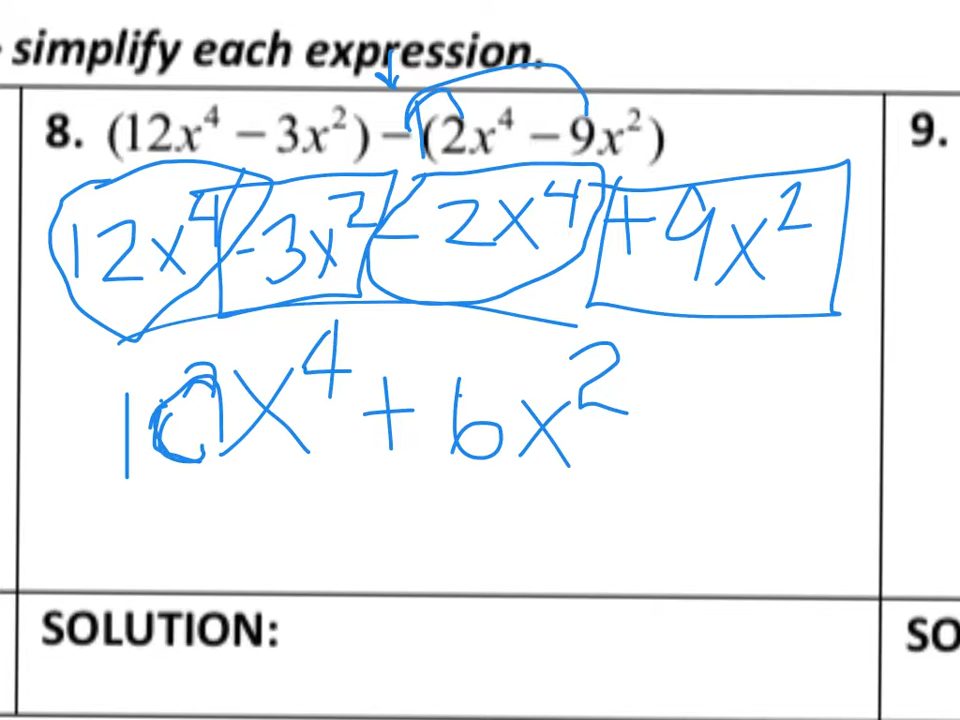 simplify each expression.
8. (12x⁴ − 3x²) − (2x⁴ − 9x²)
9.
12x⁴ - 3x² - 2x⁴ + 9x²
10x⁴ + 6x²
SOLUTION:
SO